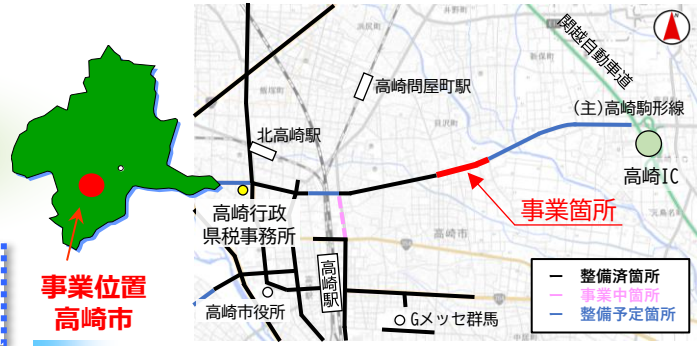 関越自動車道
高崎問屋町駅
(主)高崎駒形線
北高崎駅
高崎IC
高崎行政
県税事務所
事業箇所
高崎市
事業位置
高崎市
高崎駅
高崎市役所
Gメッセ群馬
整備済箇所
事業中箇所
整備予定箇所